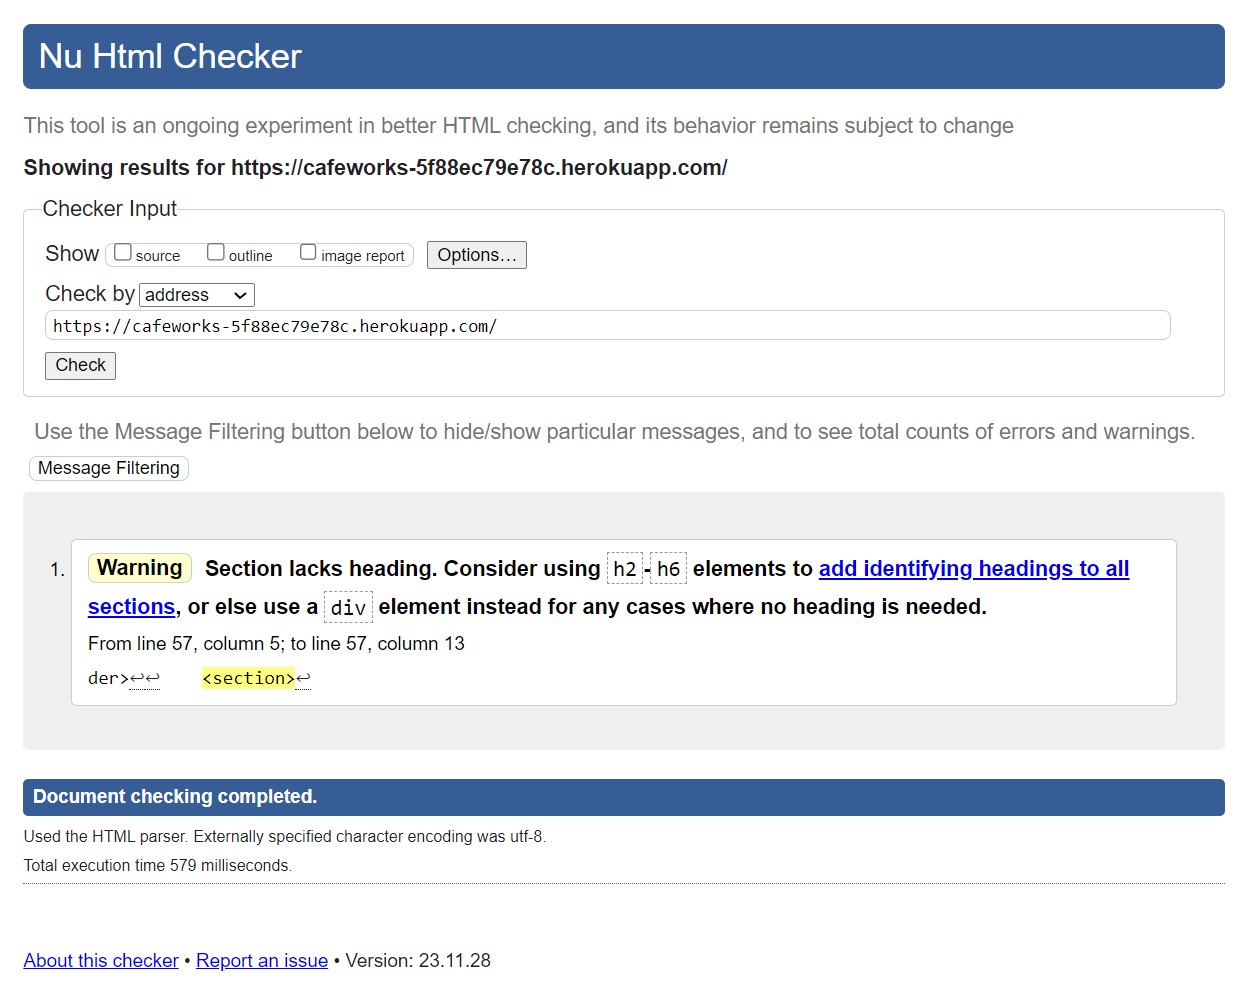 Nu Html Checker
This tool is an ongoing experiment in better HTML checking, and its behavior remains subject to change
Showing results for https://cafeworks-5f88ec79e78c.herokuapp.com/
Checker Input
Show source outline image report Options...
Check by address
https://cafeworks-5f88ec79e78c.herokuapp.com/
Check
Use the Message Filtering button below to hide/show particular messages, and to see total counts of errors and warnings.
Message Filtering
1. Warning Section lacks heading. Consider using h2-h6 elements to add identifying headings to all
sections, or else use a div element instead for any cases where no heading is needed.
From line 57, column 5; to line 57, column 13
der>↩↩ <section>↩
Document checking completed.
Used the HTML parser. Externally specified character encoding was utf-8.
Total execution time 579 milliseconds.
About this checker • Report an issue • Version: 23.11.28